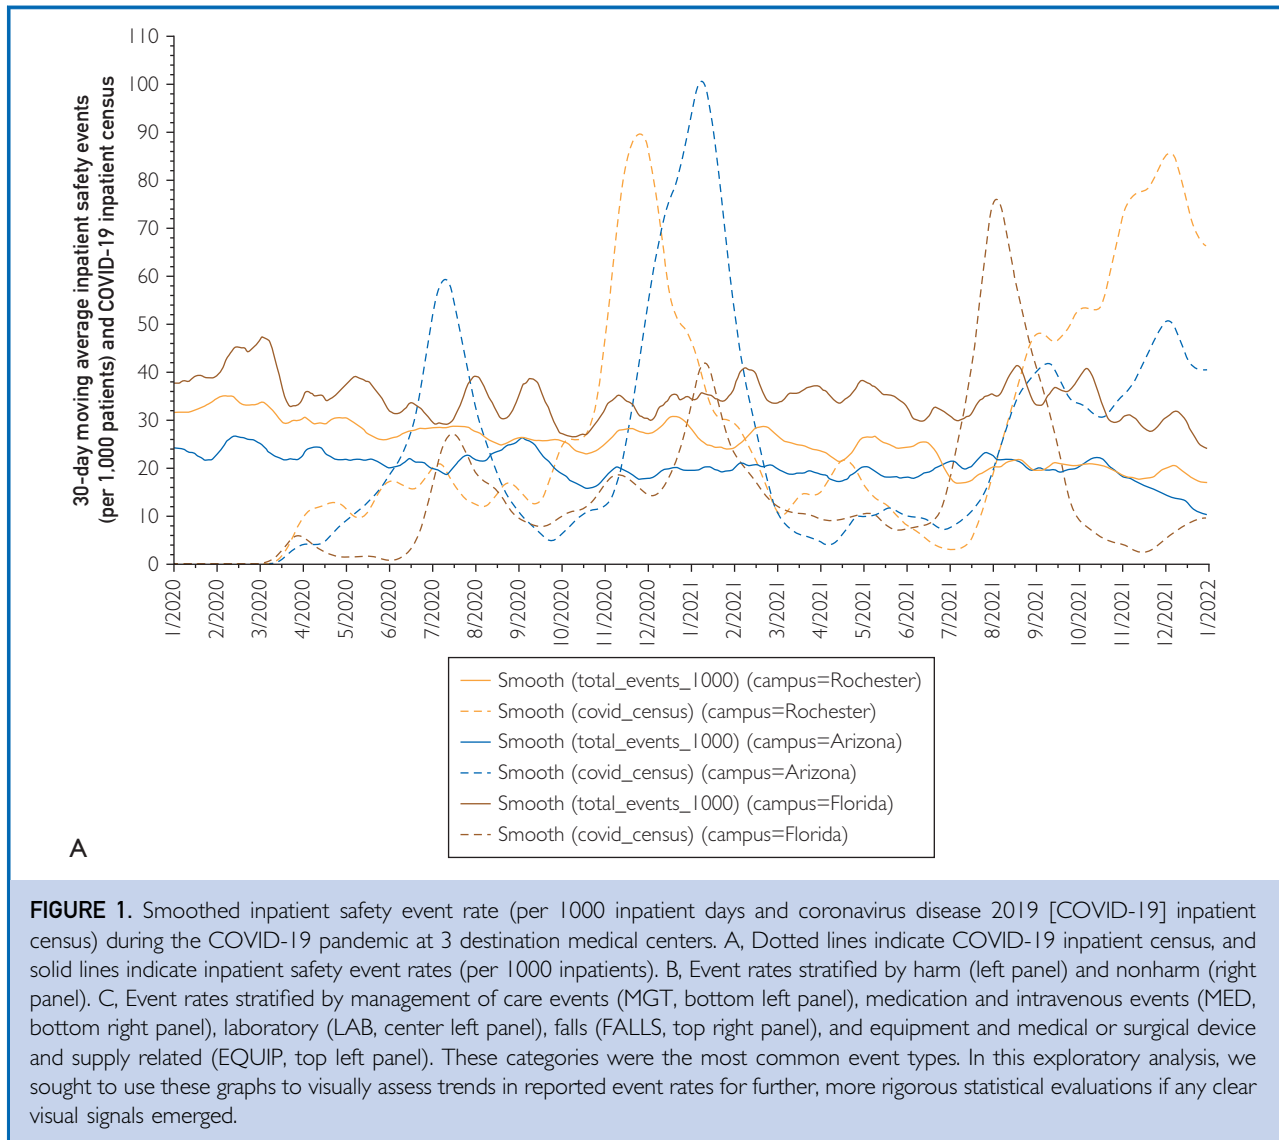 30-day moving average inpatient safety events
(per 1,000 patients) and COVID-19 inpatient census
110
100
90
80
70
60
50
40
30
20
10
0
1/2020
2/2020
3/2020
4/2020
5/2020
6/2020
7/2020
8/2020
9/2020
10/2020
11/2020
12/2020
1/2021
2/2021
3/2021
4/2021
5/2021
6/2021
7/2021
8/2021
9/2021
10/2021
11/2021
12/2021
1/2022
Smooth (total_events_1000) (campus=Rochester)
Smooth (covid_census) (campus=Rochester)
Smooth (total_events_1000) (campus=Arizona)
Smooth (covid_census) (campus=Arizona)
Smooth (total_events_1000) (campus=Florida)
Smooth (covid_census) (campus=Florida)
A
FIGURE 1. Smoothed inpatient safety event rate (per 1000 inpatient days and coronavirus disease 2019 [COVID-19] inpatient
census) during the COVID-19 pandemic at 3 destination medical centers. A, Dotted lines indicate COVID-19 inpatient census, and
solid lines indicate inpatient safety event rates (per 1000 inpatients). B, Event rates stratified by harm (left panel) and nonharm (right
panel). C, Event rates stratified by management of care events (MGT, bottom left panel), medication and intravenous events (MED,
bottom right panel), laboratory (LAB, center left panel), falls (FALLS, top right panel), and equipment and medical or surgical device
and supply related (EQUIP, top left panel). These categories were the most common event types. In this exploratory analysis, we
sought to use these graphs to visually assess trends in reported event rates for further, more rigorous statistical evaluations if any clear
visual signals emerged.